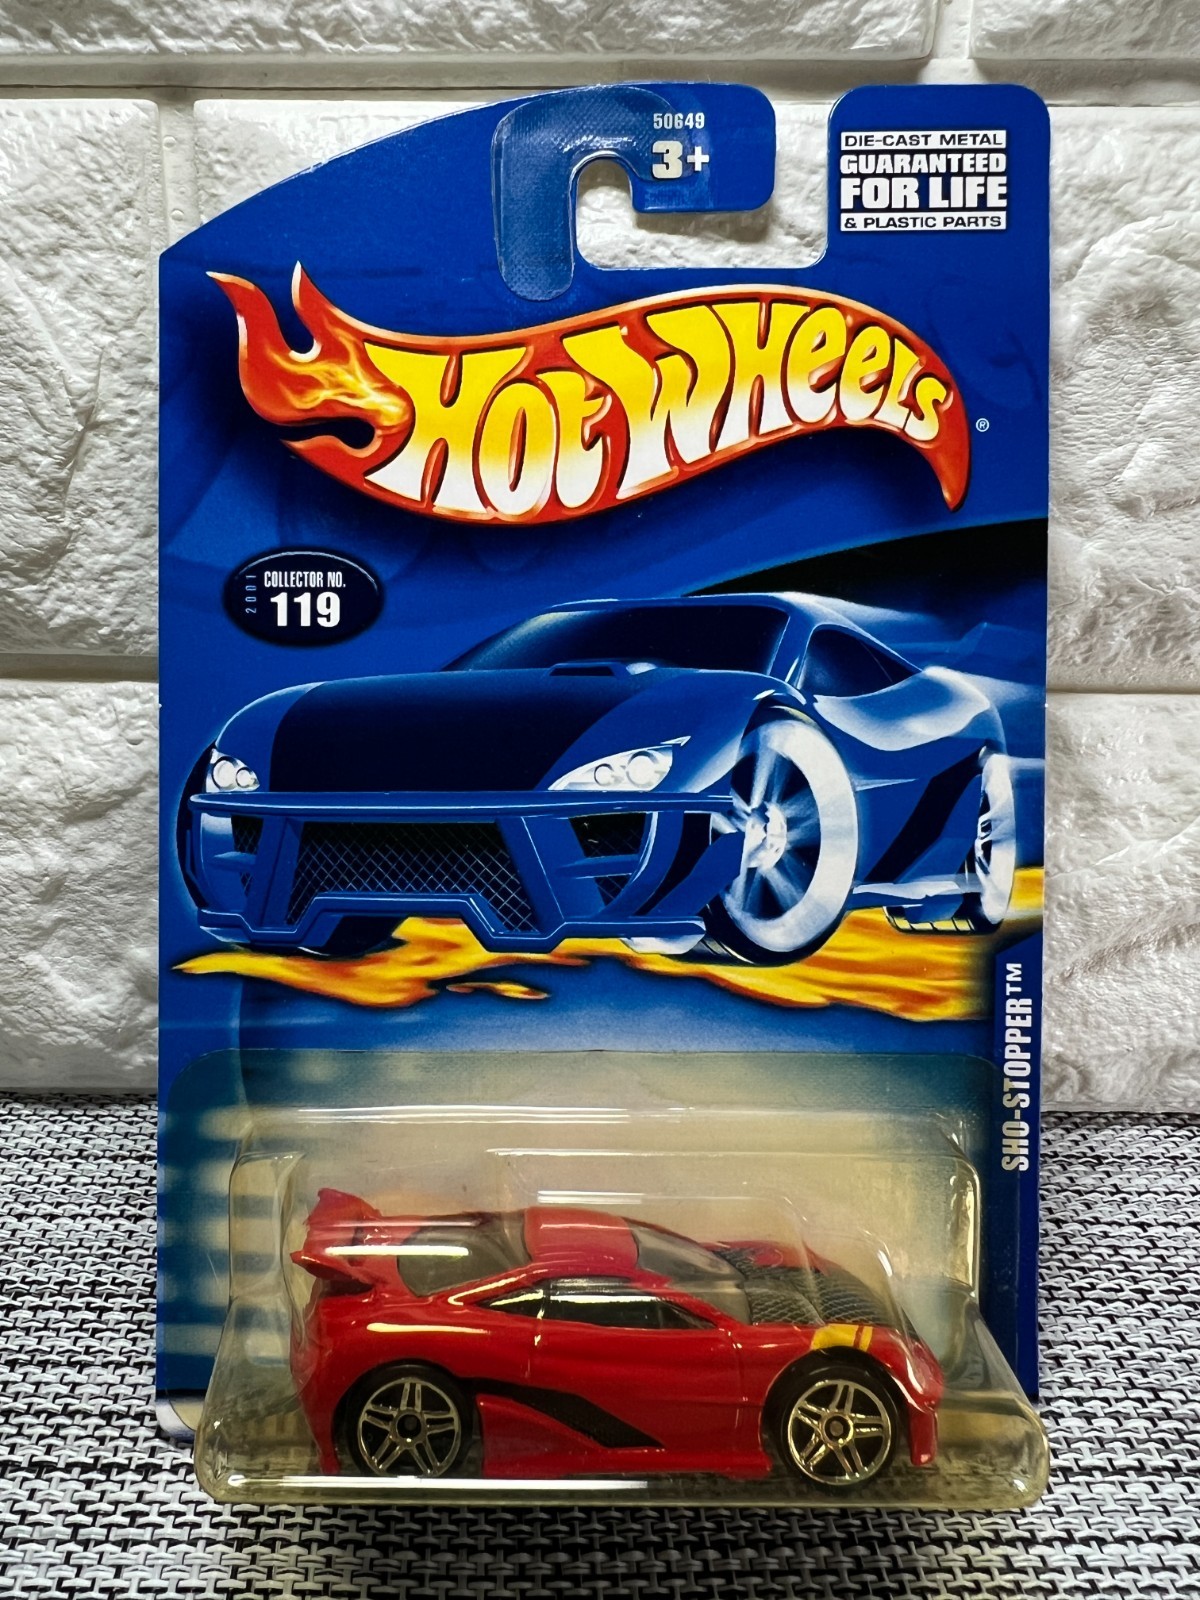 50649
3+
DIE-CAST METAL
GUARANTEED
FOR LIFE
& PLASTIC PARTS
HOT WHEELS®
2001
COLLECTOR NO.
119
SHO-STOPPER™